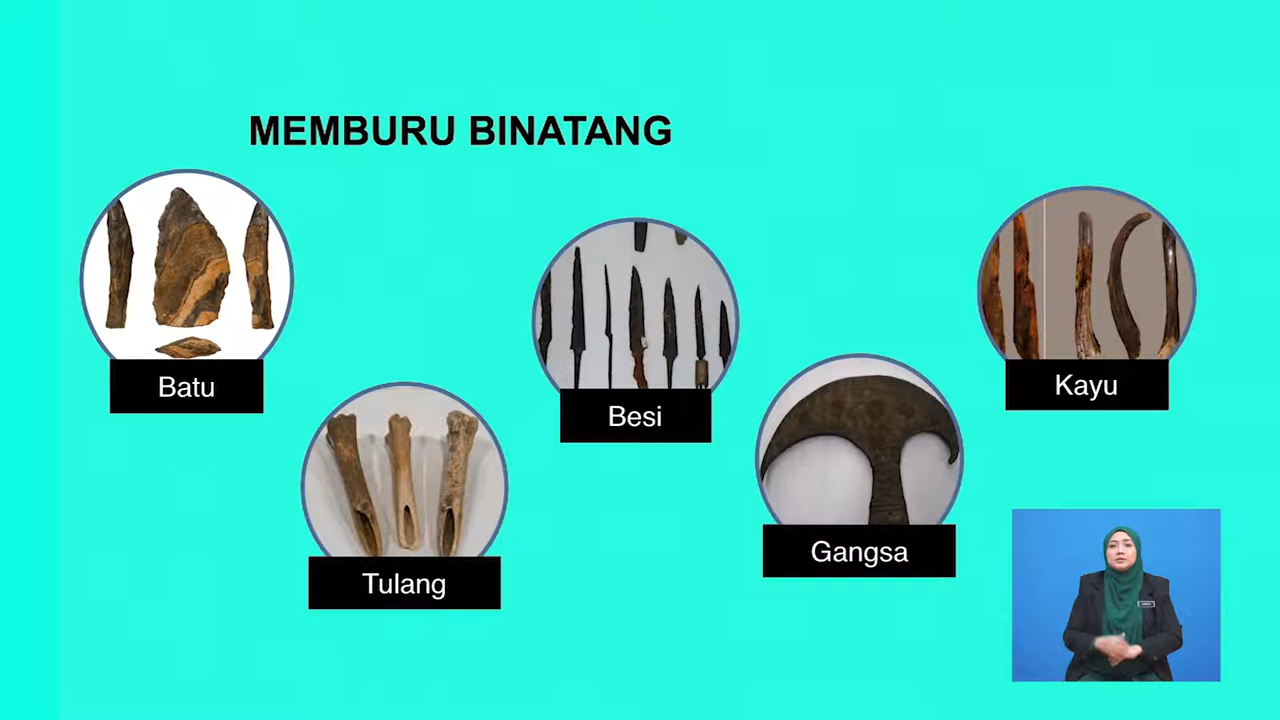 MEMBURU BINATANG
Batu
Tulang
Besi
Gangsa
Kayu